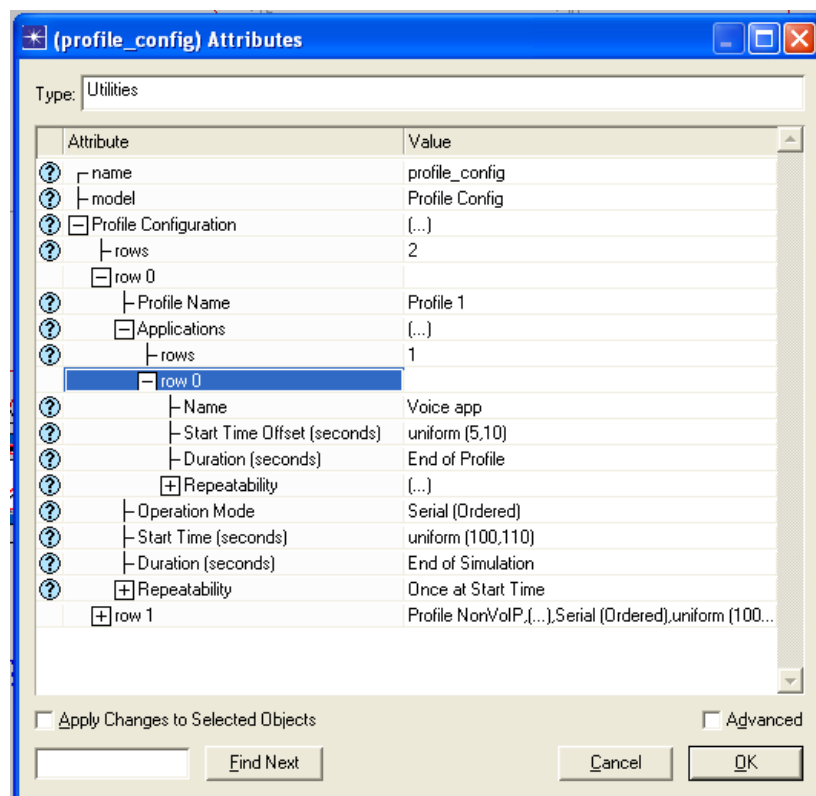 (profile_config) Attributes
Type: Utilities
Attribute Value
name profile_config
model Profile Config
Profile Configuration (...)
rows 2
row 0
Profile Name Profile 1
Applications (...)
rows 1
row 0
Name Voice app
Start Time Offset (seconds) uniform (5,10)
Duration (seconds) End of Profile
Repeatability (...)
Operation Mode Serial (Ordered)
Start Time (seconds) uniform (100,110)
Duration (seconds) End of Simulation
Repeatability Once at Start Time
row 1 Profile NonVoIP,(...),Serial (Ordered),uniform (100...
Apply Changes to Selected Objects Advanced
Find Next Cancel OK